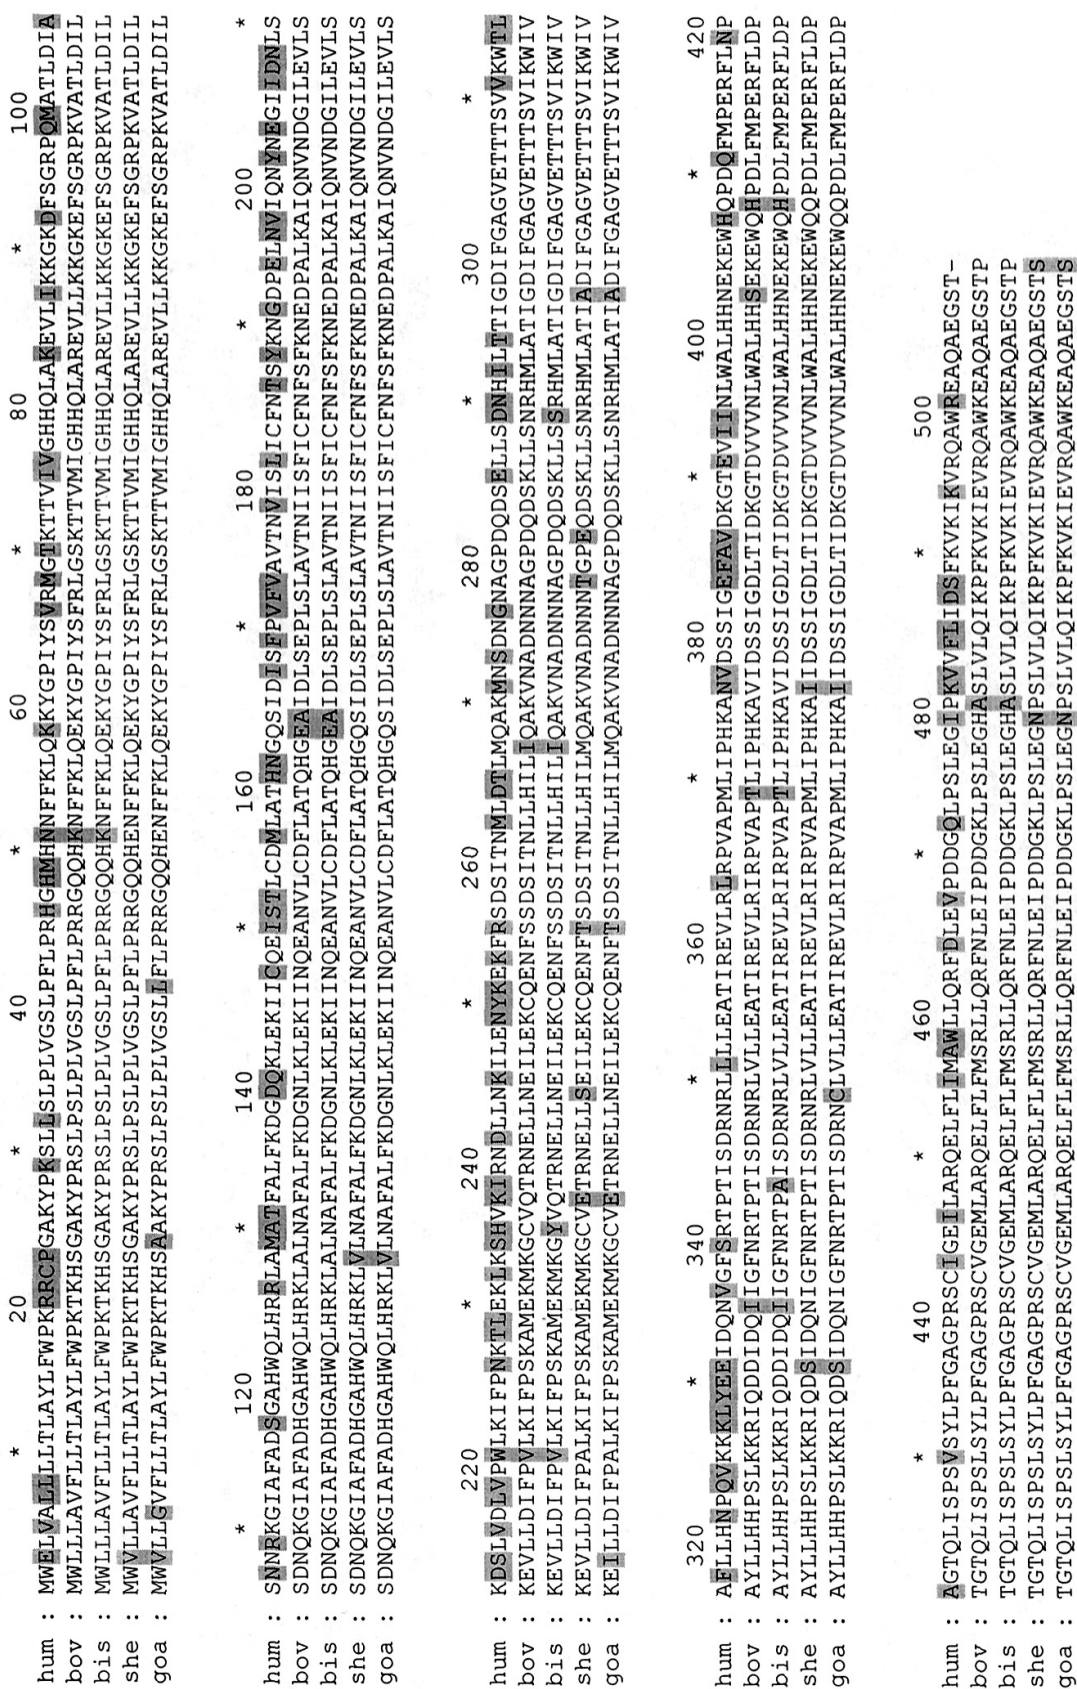 * 20 * 40 * 60 * 80 * 100
hum : MWELVALLLLTLAYLFWPKRRCPGAKYPKSLLSLPLVGSLPFLPRHGHMHNNFFKLQKKYGPIYSVRMGTKTTVIVGHHQLAKEVLIKKGKDFSGRPQMATLDIA
bov : MWLLLAVFLLTLAYLFWPKTKHSGAKYPRSLPSLPLVGSLPFLPRRGQQHKNFFKLQEKYGPIYSFRLGSKTTVMIGHHQLAREVLLKKGKEFSGRPKVATLDIL
bis : MWLLLAVFLLTLAYLFWPKTKHSGAKYPRSLPSLPLVGSLPFLPRRGQQHKNFFKLQEKYGPIYSFRLGSKTTVMIGHHQLAREVLLKKGKEFSGRPKVATLDIL
she : MWVLLAVFLLTLAYLFWPKTKHSGAKYPRSLPSLPLVGSLPFLPRRGQQHENFFKLQEKYGPIYSFRLGSKTTVMIGHHQLAREVLLKKGKEFSGRPKVATLDIL
goa : MWVLLGVFLLTLAYLFWPKTKHSAAKYPRSLPSLPLVGSLLFLPRRGQQHENFFKLQEKYGPIYSFRLGSKTTVMIGHHQLAREVLLKKGKEFSGRPKVATLDIL
* 120 * 140 * 160 * 180 * 200 *
hum : SNNRKGIAFADSGAHWQLHRRLAMATFALFKDGDQKLEKIICQEISTLCDMLATHNGQSIDISFPVFVAVTNVISLICFNTSYKNGDPELNVIQNYNEGIIDNLS
bov : SDNQKGIAFADHGAHWQLHRKLALNAFALFKDGNLKLEKIINQEANVLCDFLATQHGEAIDLSEPLSLAVTNIISFICFNFSFKNEDPALKAIQNVNDGILEVLS
bis : SDNQKGIAFADHGAHWQLHRKLALNAFALFKDGNLKLEKIINQEANVLCDFLATQHGEAIDLSEPLSLAVTNIISFICFNFSFKNEDPALKAIQNVNDGILEVLS
she : SDNQKGIAFADHGAHWQLHRKLVLNAFALFKDGNLKLEKIINQEANVLCDFLATQHGQSIDLSEPLSLAVTNIISFICFNFSFKNEDPALKAIQNVNDGILEVLS
goa : SDNQKGIAFADHGAHWQLHRKLVLNAFALFKDGNLKLEKIINQEANVLCDFLATQHGQSIDLSEPLSLAVTNIISFICFNFSFKNEDPALKAIQNVNDGILEVLS
220 * 240 * 260 * 280 * 300 *
hum : KDSLVDLVPWLKIFPNKTLEKLKSHVKIRNDLLNKILENYKEKFRSDSITNMLDTLMQAKMNSDNGNAGPDQDSELLSDNHILTTIGDIFGAGVETTTSVVKWTL
bov : KEVLLDIFPVLKIFPSKAMEKMKGCVQTRNELLNEILEKCQENFSSDSITNLLHILIQAKVNADNNNAGPDQDSKLLSNRHMLATIGDIFGAGVETTTSVIKWIV
bis : KEVLLDIFPVLKIFPSKAMEKMKGYVQTRNELLNEILEKCQENFSSDSITNLLHILIQAKVNADNNNAGPDQDSKLLSSRHMLATIGDIFGAGVETTTSVIKWIV
she : KEVLLDIFPALKIFPSKAMEKMKGCVETRNELLSEILEKCQENFTSDSITNLLHILMQAKVNADNNNTGPEQDSKLLSNRHMLATIADIFGAGVETTTSVIKWIV
goa : KEILLDIFPALKIFPSKAMEKMKGCVETRNELLNEILEKCQENFTSDSITNLLHILMQAKVNADNNNAGPDQDSKLLSNRHMLATIADIFGAGVETTTSVIKWIV
320 * 340 * 360 * 380 * 400 * 420
hum : AFLLHNPQVKKKLYEEIDQNVGFSRTPTISDRNRLLLLEATIREVLRLRPVAPMLIPHKANVDSSIGEFAVDKGTEVIINLWALHHNEKEWHQPDQFMPERFLNP
bov : AYLLHHPSLKKRIQDDIDQIIGFNRTPTISDRNRLVLLEATIREVLRIRPVAPTLIPHKAVIDSSIGDLTIDKGTDVVVNLWALHHSEKEWQHPDLFMPERFLDP
bis : AYLLHHPSLKKRIQDDIDQIIGFNRTPAISDRNRLVLLEATIREVLRIRPVAPTLIPHKAVIDSSIGDLTIDKGTDVVVNLWALHHNEKEWQHPDLFMPERFLDP
she : AYLLHHPSLKKRIQDSIDQNIGFNRTPTISDRNRLVLLEATIREVLRIRPVAPMLIPHKAIIDSSIGDLTIDKGTDVVVNLWALHHNEKEWQQPDLFMPERFLDP
goa : AYLLHHPSLKKRIQDSIDQNIGFNRTPTISDRNCLVLLEATIREVLRIRPVAPMLIPHKAIIDSSIGDLTIDKGTDVVVNLWALHHNEKEWQQPDLFMPERFLDP
* 440 * 460 * 480 * 500
hum : AGTQLISPSVSYLPFGAGPRSCIGEILARQELFLIMAWLLQRFDLEVPDDGQLPSLEGIPKVVFLIDSFKVKIKVRQAWREAQAEGST-
bov : TGTQLISPSLSYLPFGAGPRSCVGEMLARQELFLFMSRLLQRFNLEIPDDGKLPSLEGHASLVLQIKPFKVKIEVRQAWKEAQAEGSTP
bis : TGTQLISPSLSYLPFGAGPRSCVGEMLARQELFLFMSRLLQRFNLEIPDDGKLPSLEGHASLVLQIKPFKVKIEVRQAWKEAQAEGSTP
she : TGTQLISPSLSYLPFGAGPRSCVGEMLARQELFLFMSRLLQRFNLEIPDDGKLPSLEGNPSLVLQIKPFKVKIEVRQAWKEAQAEGSTS
goa : TGTQLISPSLSYLPFGAGPRSCVGEMLARQELFLFMSRLLQRFNLEIPDDGKLPSLEGNPSLVLQIKPFKVKIEVRQAWKEAQAEGSTS